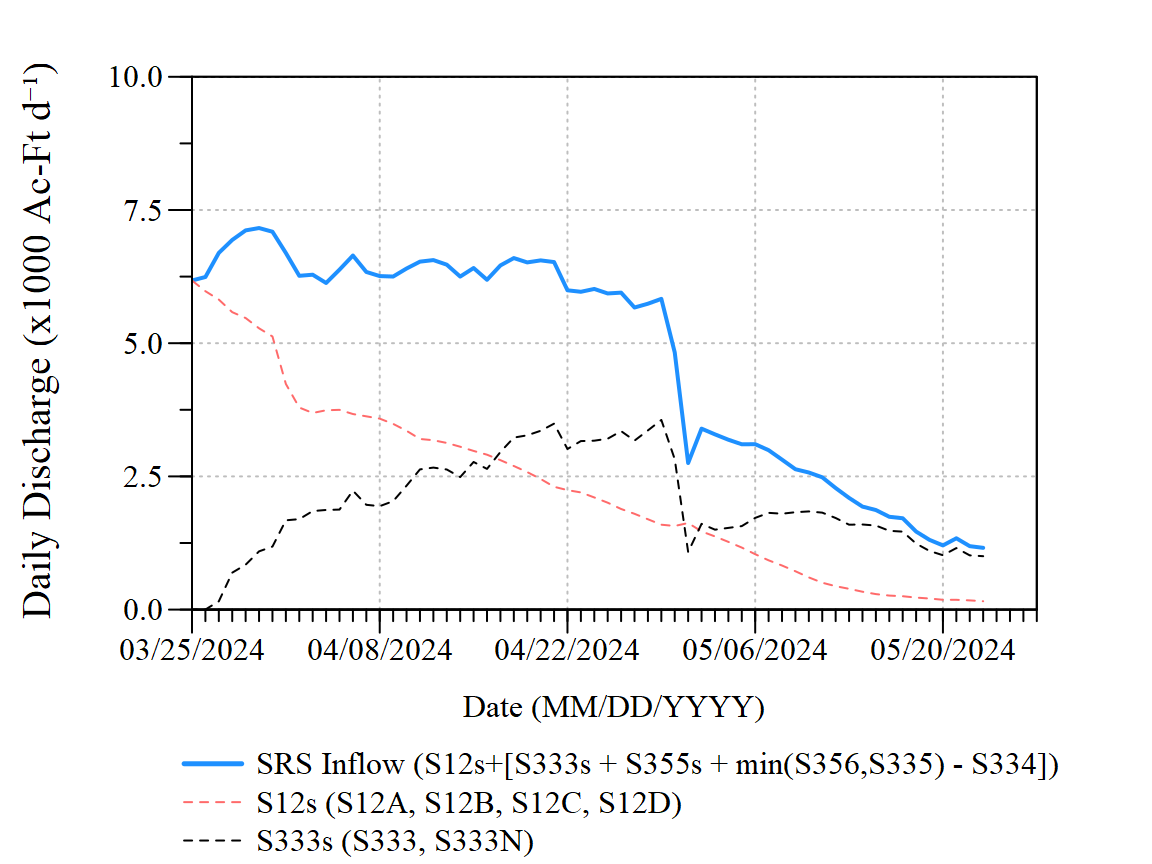 Daily Discharge (x1000 Ac-Ft d⁻¹)
10.0
7.5
5.0
2.5
0.0
03/25/2024 04/08/2024 04/22/2024 05/06/2024 05/20/2024
Date (MM/DD/YYYY)
SRS Inflow (S12s+[S333s + S355s + min(S356,S335) - S334])
S12s (S12A, S12B, S12C, S12D)
S333s (S333, S333N)